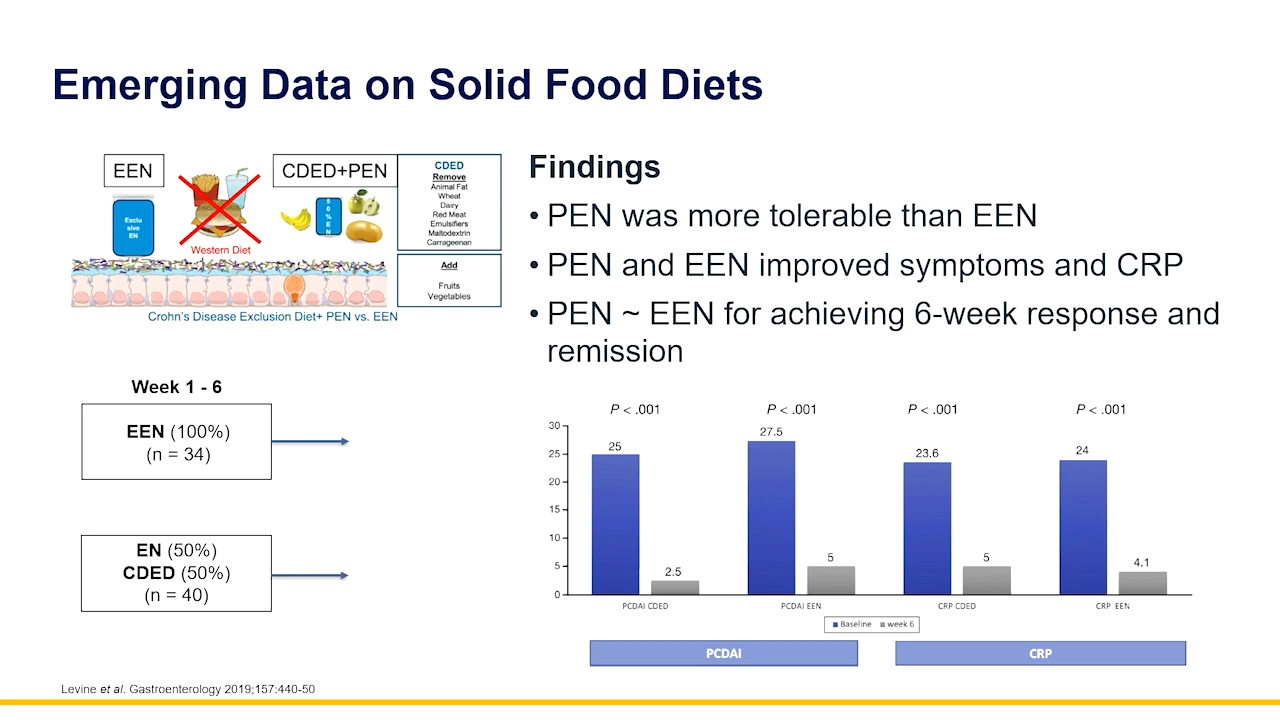 Emerging Data on Solid Food Diets
EEN
CDED+PEN
Exclu
sive
EN
Western Diet
5
0
%
E
N
CDED
Remove
Animal Fat
Wheat
Dairy
Red Meat
Emulsifiers
Maltodextrin
Carrageenan
Add
Fruits
Vegetables
Crohn's Disease Exclusion Diet+ PEN vs. EEN
Findings
• PEN was more tolerable than EEN
• PEN and EEN improved symptoms and CRP
• PEN ~ EEN for achieving 6-week response and
remission
Week 1 - 6
EEN (100%)
(n = 34)
EN (50%)
CDED (50%)
(n = 40)
P < .001 P < .001 P < .001 P < .001
30
25
20
15
10
5
0
25
2.5
27.5
5
23.6
5
24
4.1
PCDAI CDED PCDAI EEN CRP CDED CRP EEN
Baseline week 6
PCDAI CRP
Levine et al. Gastroenterology 2019;157:440-50